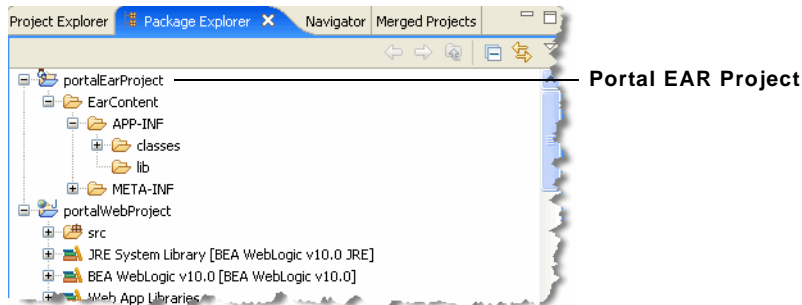 Project Explorer Package Explorer Navigator Merged Projects
portalEarProject Portal EAR Project
EarContent
APP-INF
classes
lib
META-INF
portalWebProject
src
JRE System Library [BEA WebLogic v10.0 JRE]
BEA WebLogic v10.0 [BEA WebLogic v10.0]
Web App Libraries